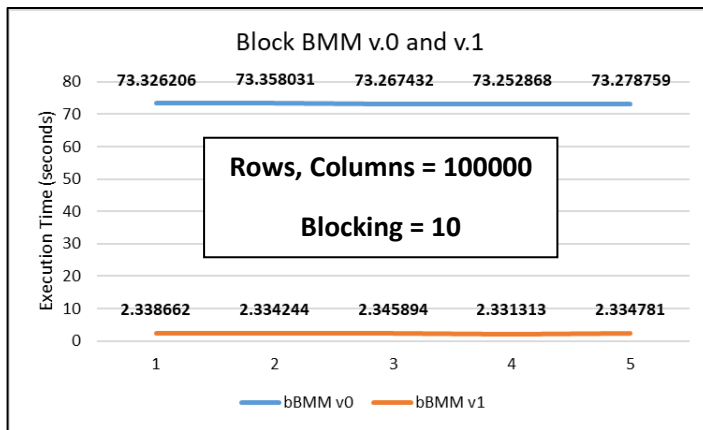 Block BMM v.0 and v.1
80
73.326206 73.358031 73.267432 73.252868 73.278759
70
60
50
40
30
20
10
0
Execution Time (seconds)
Rows, Columns = 100000
Blocking = 10
2.338662 2.334244 2.345894 2.331313 2.334781
1 2 3 4 5
bBMM v0 bBMM v1